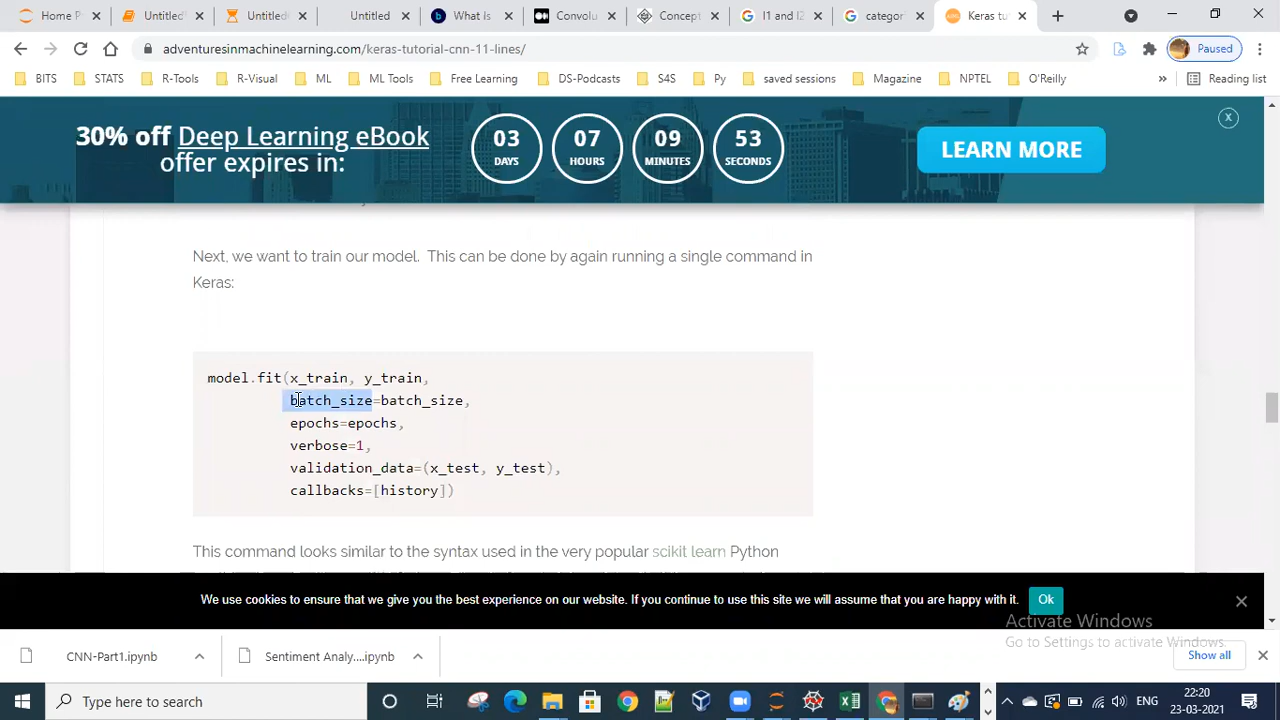 Home P
Untitled
Untitled
Untitled
What is
Convolu
Concept
l1 and l2
categor
Keras tu
adventuresinmachinelearning.com/keras-tutorial-cnn-11-lines/
Paused
BITS
STATS
R-Tools
R-Visual
ML
ML Tools
Free Learning
DS-Podcasts
S4S
Py
saved sessions
Magazine
NPTEL
O'Reilly
»
Reading list
30% off Deep Learning eBook
offer expires in:
03
DAYS
07
HOURS
09
MINUTES
53
SECONDS
LEARN MORE
X
Next, we want to train our model. This can be done by again running a single command in
Keras:
model.fit(x_train, y_train,
batch_size=batch_size,
epochs=epochs,
verbose=1,
validation_data=(x_test, y_test),
callbacks=[history])
This command looks similar to the syntax used in the very popular scikit learn Python
We use cookies to ensure that we give you the best experience on our website. If you continue to use this site we will assume that you are happy with it.
Ok
Activate Windows
Go to Settings to activate Windows.
CNN-Part1.ipynb
Sentiment Analy....ipynb
Show all
Type here to search
ENG
22:20
23-03-2021